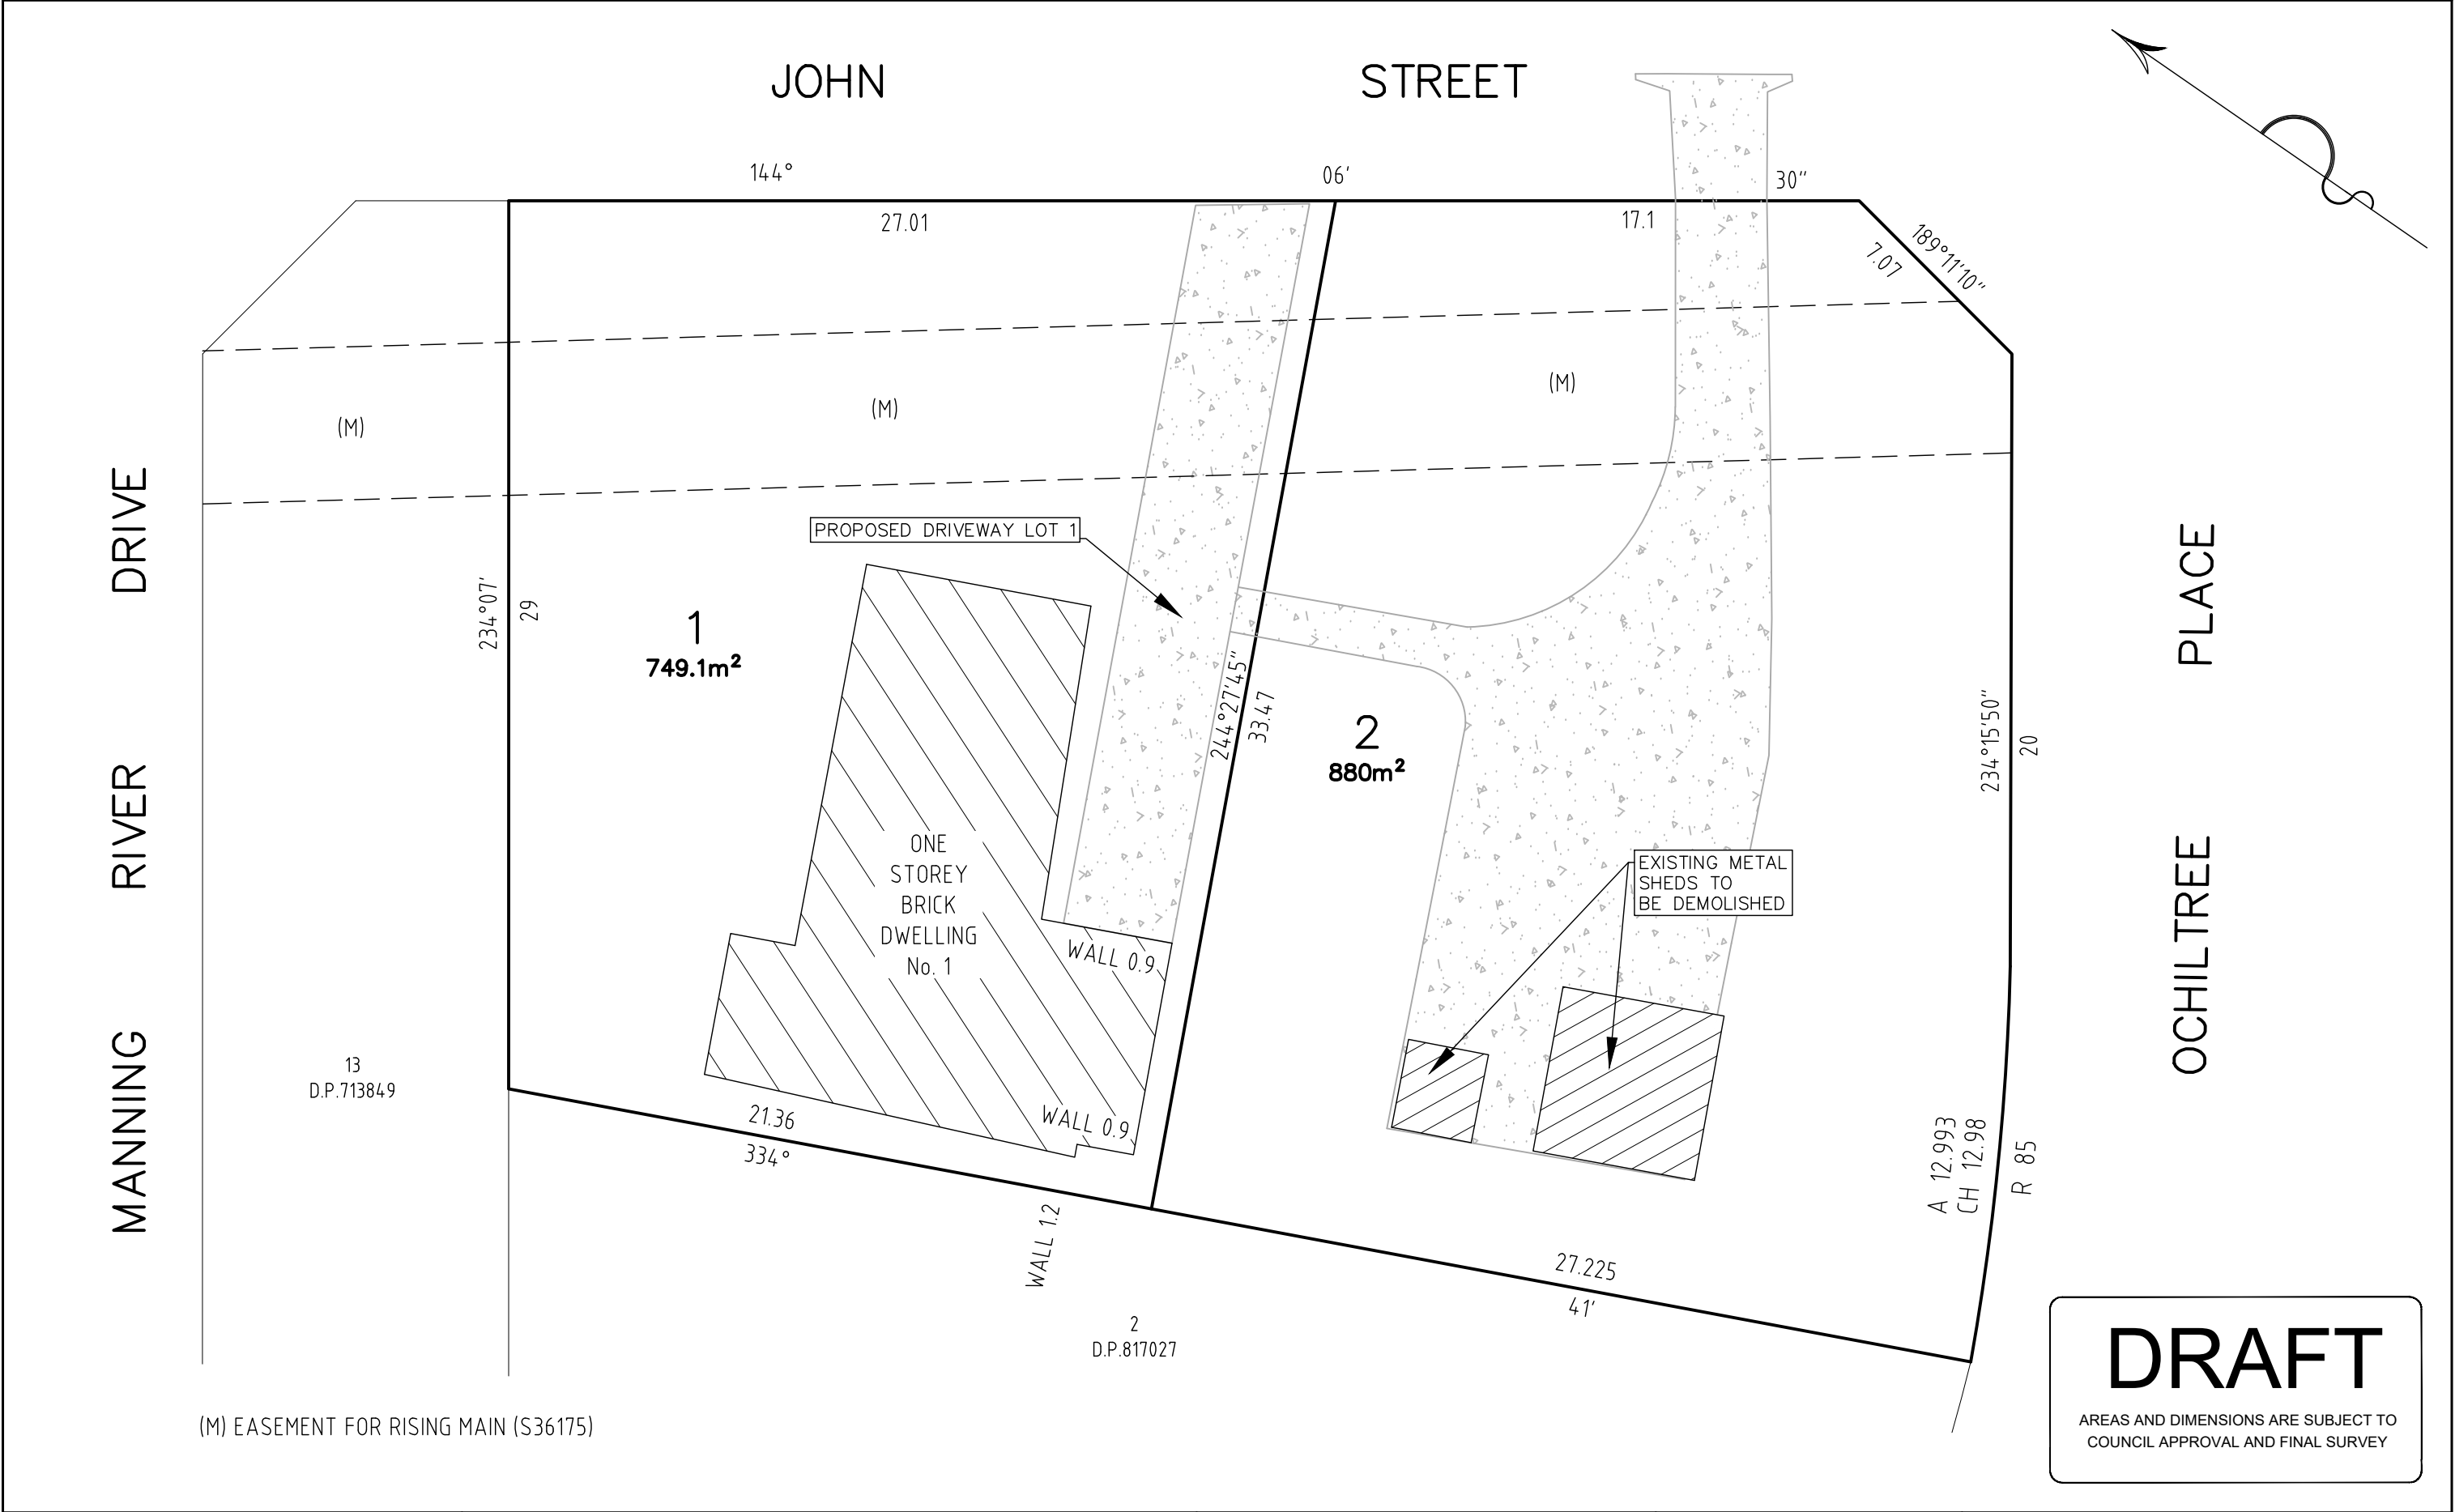 JOHN STREET
144° 06' 30"
27.01
17.1
189°11'10"
7.07
(M)
(M)
(M)
PROPOSED DRIVEWAY LOT 1
MANNING RIVER DRIVE
234°07'
29
1
749.1m²
244°27'45"
33.47
2
880m²
234°15'50"
20
OCHILTREE PLACE
ONE
STOREY
BRICK
DWELLING
No. 1
WALL 0.9
WALL 0.9
EXISTING METAL
SHEDS TO
BE DEMOLISHED
13
D.P.713849
21.36
334°
WALL 1.2
27.225
41'
A 12.993
CH 12.98
R 85
2
D.P.817027
(M) EASEMENT FOR RISING MAIN (S36175)
DRAFT
AREAS AND DIMENSIONS ARE SUBJECT TO
COUNCIL APPROVAL AND FINAL SURVEY